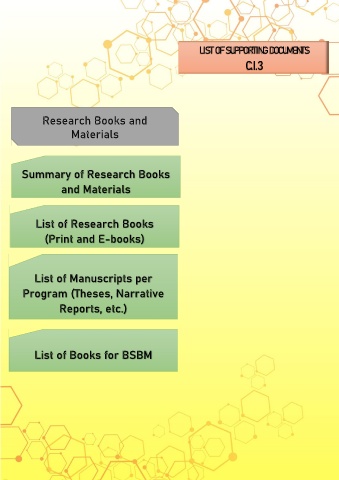 LIST OF SUPPORTING DOCUMENTS
C.I.3
Research Books and
Materials
Summary of Research Books
and Materials
List of Research Books
(Print and E-books)
List of Manuscripts per
Program (Theses, Narrative
Reports, etc.)
List of Books for BSBM